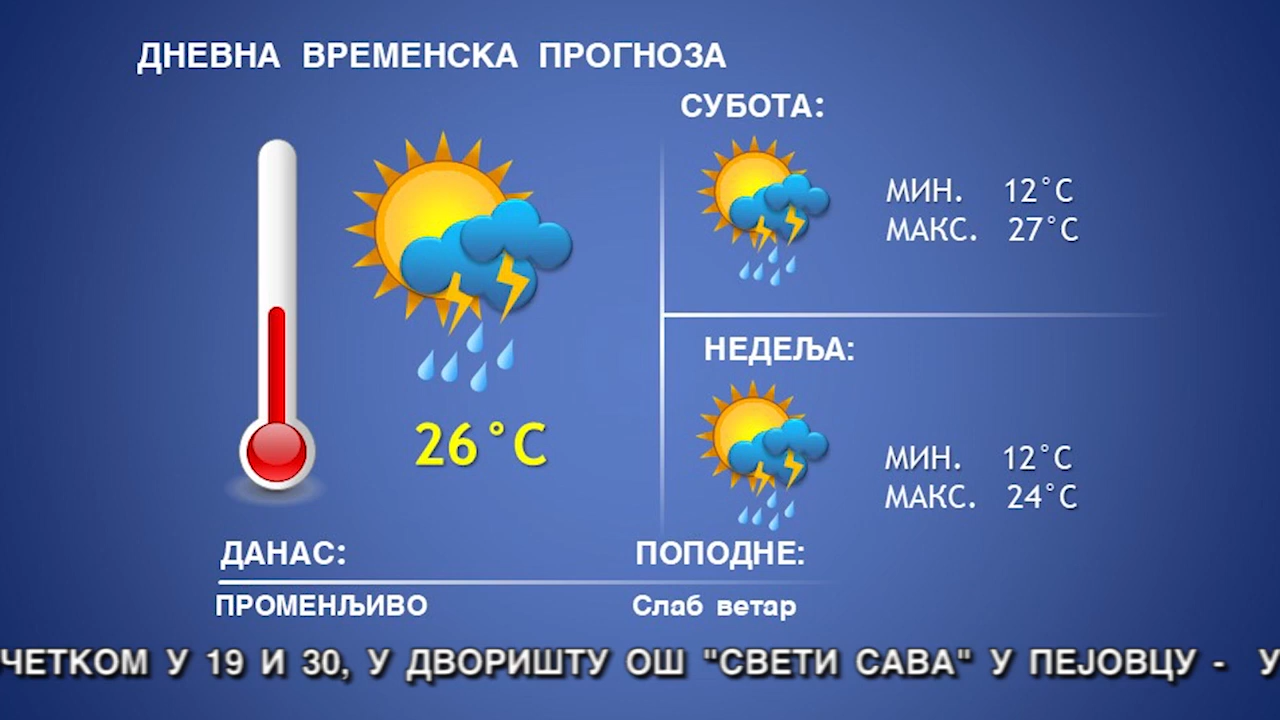 ДНЕВНА ВРЕМЕНСКА ПРОГНОЗА
26°C
СУБОТА:
МИН. 12°C
МАКС. 27°C
НЕДЕЉА:
МИН. 12°C
МАКС. 24°C
ДАНАС:
ПРОМЕНЉИВО
ПОПОДНЕ:
Слаб ветар
ЧЕТКОМ У 19 И 30, У ДВОРИШТУ ОШ "СВЕТИ САВА" У ПЕЈОВЦУ - У